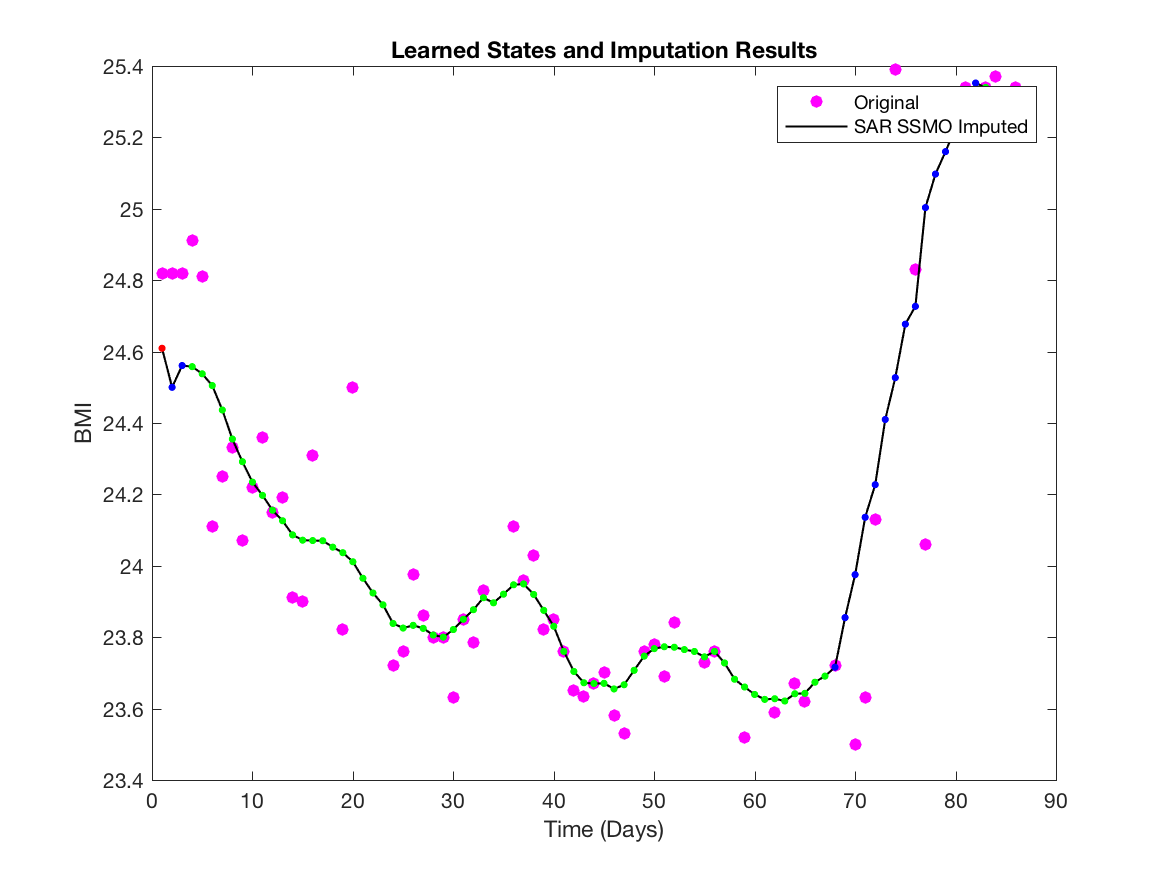 Learned States and Imputation Results
25.4
25.2
25
24.8
24.6
24.4
24.2
24
23.8
23.6
23.4
BMI
Original
SAR SSMO Imputed
0 10 20 30 40 50 60 70 80 90
Time (Days)